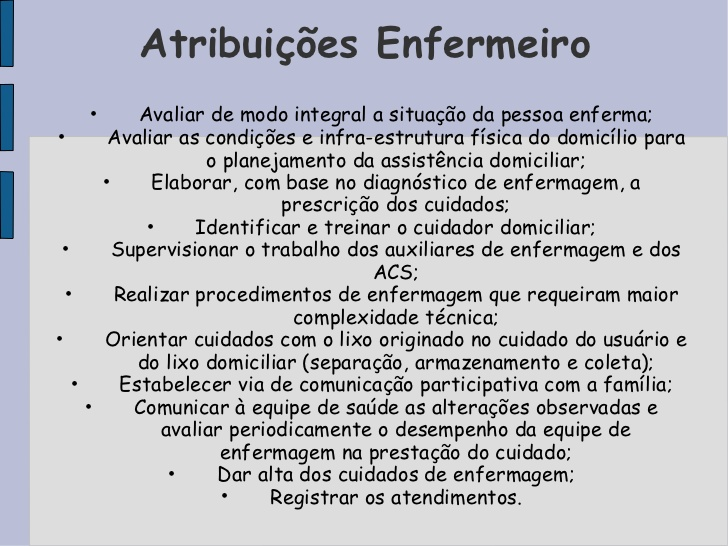 Atribuições Enfermeiro
• Avaliar de modo integral a situação da pessoa enferma;
• Avaliar as condições e infra-estrutura física do domicílio para
o planejamento da assistência domiciliar;
• Elaborar, com base no diagnóstico de enfermagem, a
prescrição dos cuidados;
• Identificar e treinar o cuidador domiciliar;
• Supervisionar o trabalho dos auxiliares de enfermagem e dos
ACS;
• Realizar procedimentos de enfermagem que requeiram maior
complexidade técnica;
• Orientar cuidados com o lixo originado no cuidado do usuário e
do lixo domiciliar (separação, armazenamento e coleta);
• Estabelecer via de comunicação participativa com a família;
• Comunicar à equipe de saúde as alterações observadas e
avaliar periodicamente o desempenho da equipe de
enfermagem na prestação do cuidado;
• Dar alta dos cuidados de enfermagem;
• Registrar os atendimentos.